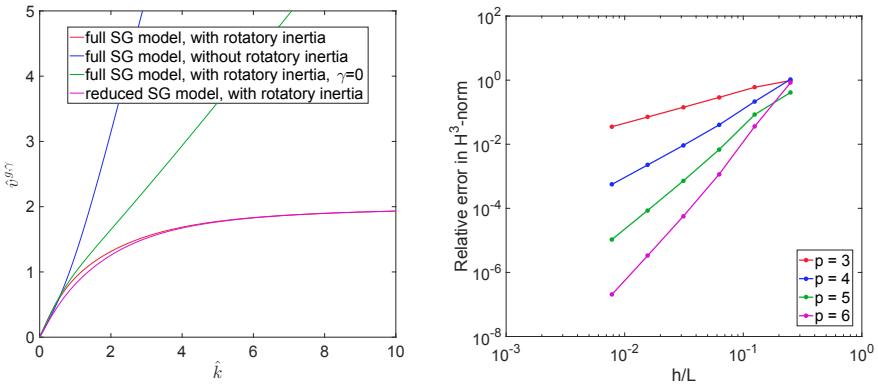 5
4
3
2
1
0
0
2
4
6
8
10
v̂^{g,γ}
k̂
full SG model, with rotatory inertia
full SG model, without rotatory inertia
full SG model, with rotatory inertia, γ=0
reduced SG model, with rotatory inertia
10^2
10^0
10^-2
10^-4
10^-6
10^-8
10^-3
10^-2
10^-1
10^0
Relative error in H^3-norm
h/L
p = 3
p = 4
p = 5
p = 6